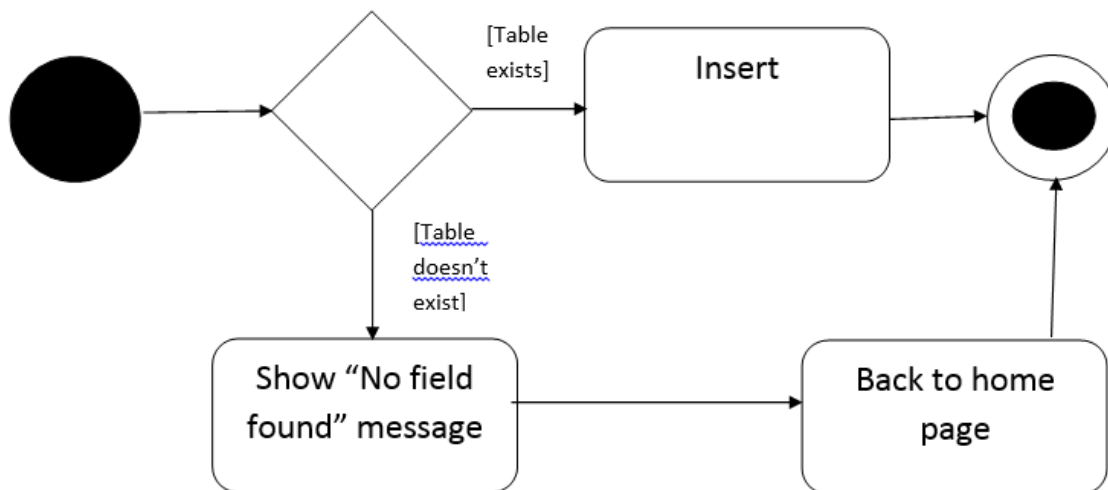 [Table
exists]
Insert
[Table
doesn’t
exist]
Show “No field
found” message
Back to home
page